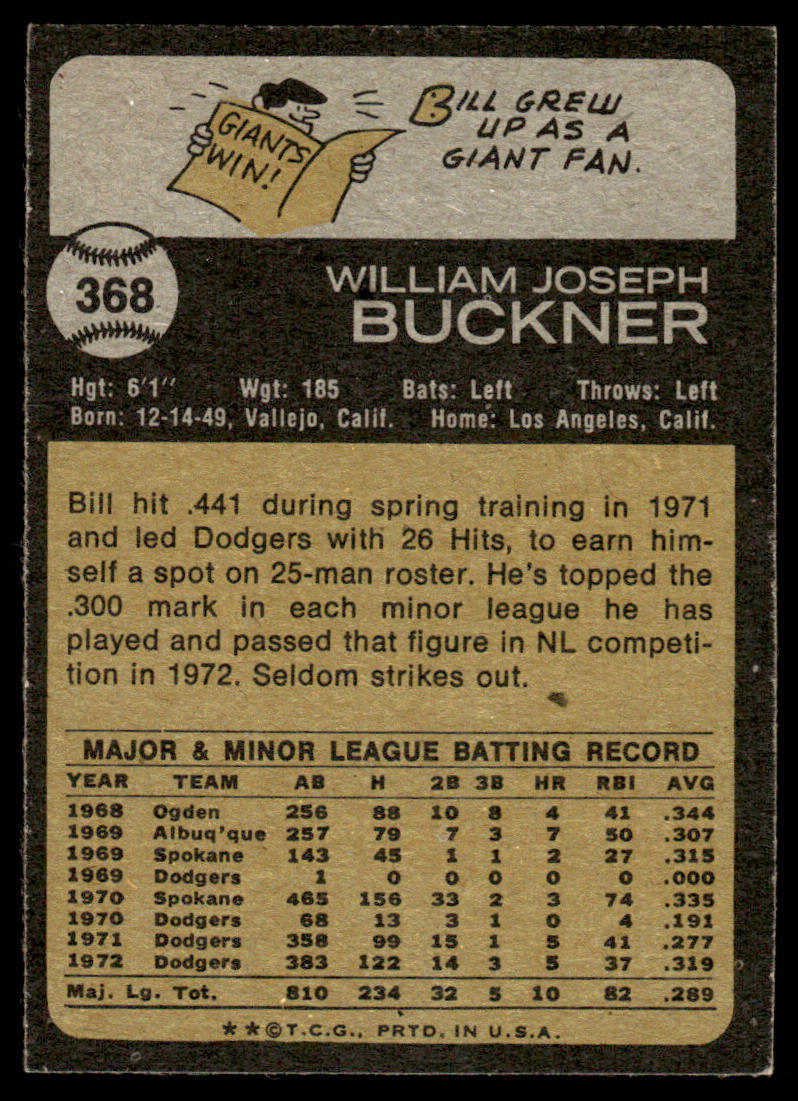 GIANTS
WIN!
BILL GREW
UP AS A
GIANT FAN.
368
WILLIAM JOSEPH
BUCKNER
Hgt: 6'1" Wgt: 185 Bats: Left Throws: Left
Born: 12-14-49, Vallejo, Calif. Home: Los Angeles, Calif.
Bill hit .441 during spring training in 1971
and led Dodgers with 26 Hits, to earn him-
self a spot on 25-man roster. He's topped the
.300 mark in each minor league he has
played and passed that figure in NL competi-
tion in 1972. Seldom strikes out.
MAJOR & MINOR LEAGUE BATTING RECORD
YEAR TEAM AB H 2B 3B HR RBI AVG
1968 Ogden 256 88 10 8 4 41 .344
1969 Albuq'que 257 79 7 3 7 50 .307
1969 Spokane 143 45 1 1 2 27 .315
1969 Dodgers 1 0 0 0 0 0 .000
1970 Spokane 465 156 33 2 3 74 .335
1970 Dodgers 68 13 3 1 0 4 .191
1971 Dodgers 358 99 15 1 5 41 .277
1972 Dodgers 383 122 14 3 5 37 .319
Maj. Lg. Tot. 810 234 32 5 10 82 .289
**©T.C.G., PRTD. IN U.S.A.